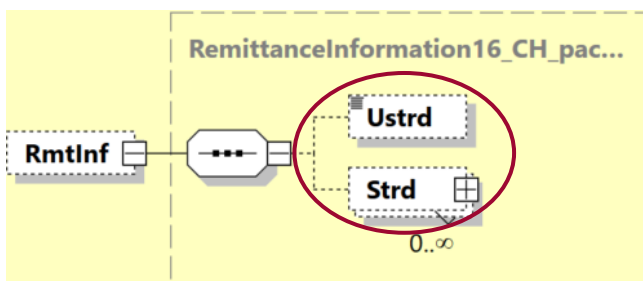 RemittanceInformation16_CH_pac...
Ustrd
RmtInf
Strd
0..∞